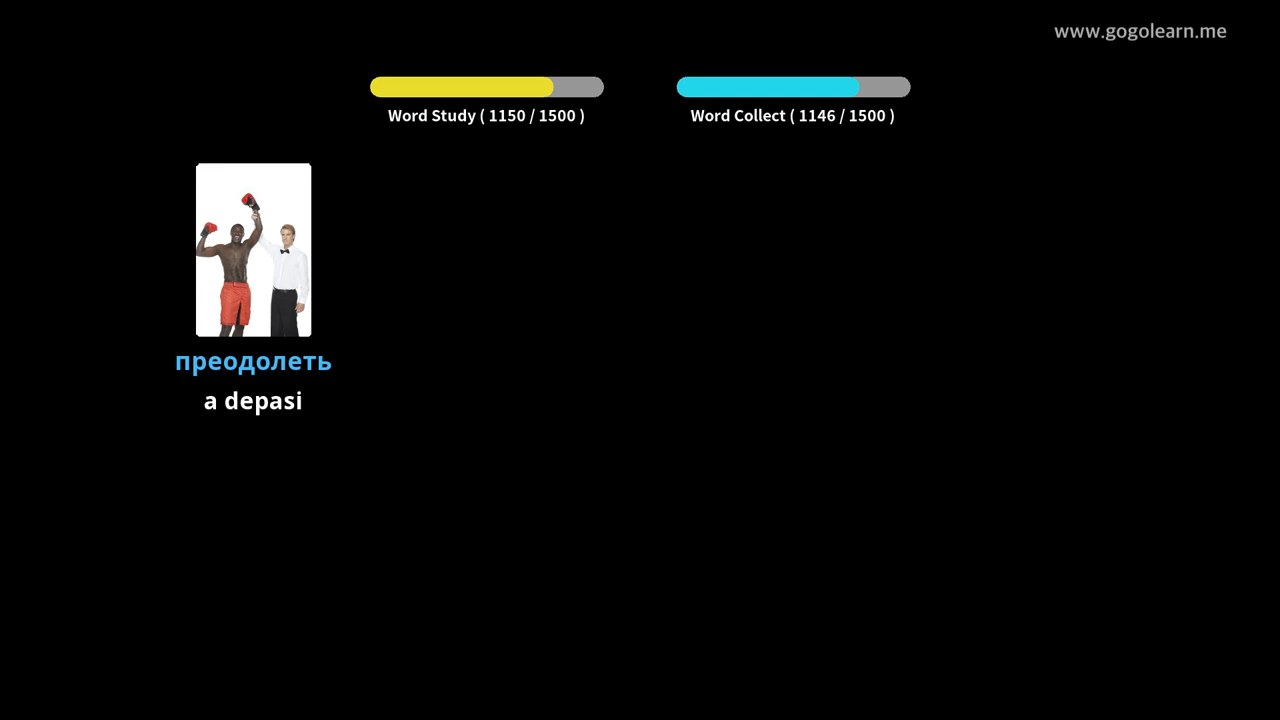 www.gogolearn.me
Word Study ( 1150 / 1500 )
Word Collect ( 1146 / 1500 )
преодолеть
a depasi